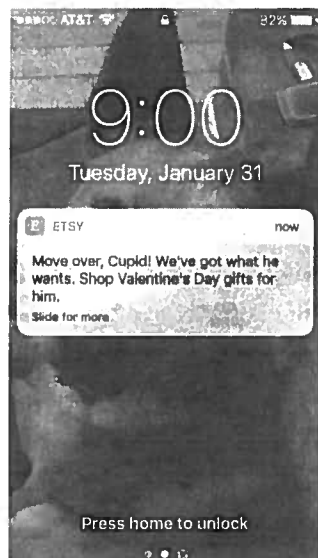 AT&T 82%
9:00
Tuesday, January 31
ETSY now
Move over, Cupid! We've got what he
wants. Shop Valentine's Day gifts for
him.
Slide for more
Press home to unlock